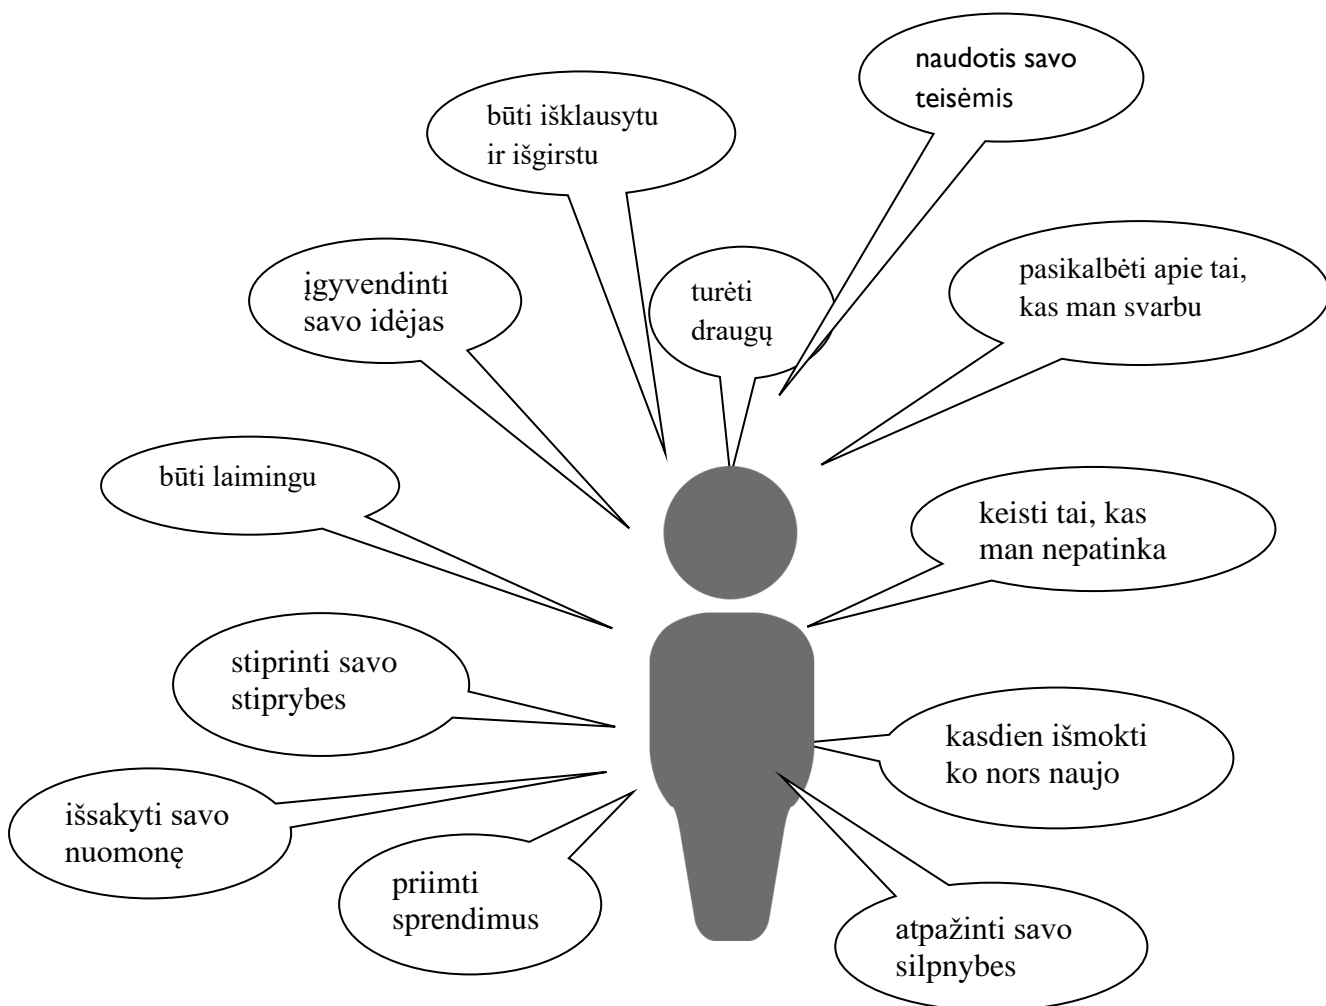 naudotis savo
teisėmis
būti išklausytu
ir išgirstu
turėti
draugų
pasikalbėti apie tai,
kas man svarbu
įgyvendinti
savo idėjas
būti laimingu
keisti tai, kas
man nepatinka
stiprinti savo
stiprybes
kasdien išmokti
ko nors naujo
išsakyti savo
nuomonę
priimti
sprendimus
atpažinti savo
silpnybes